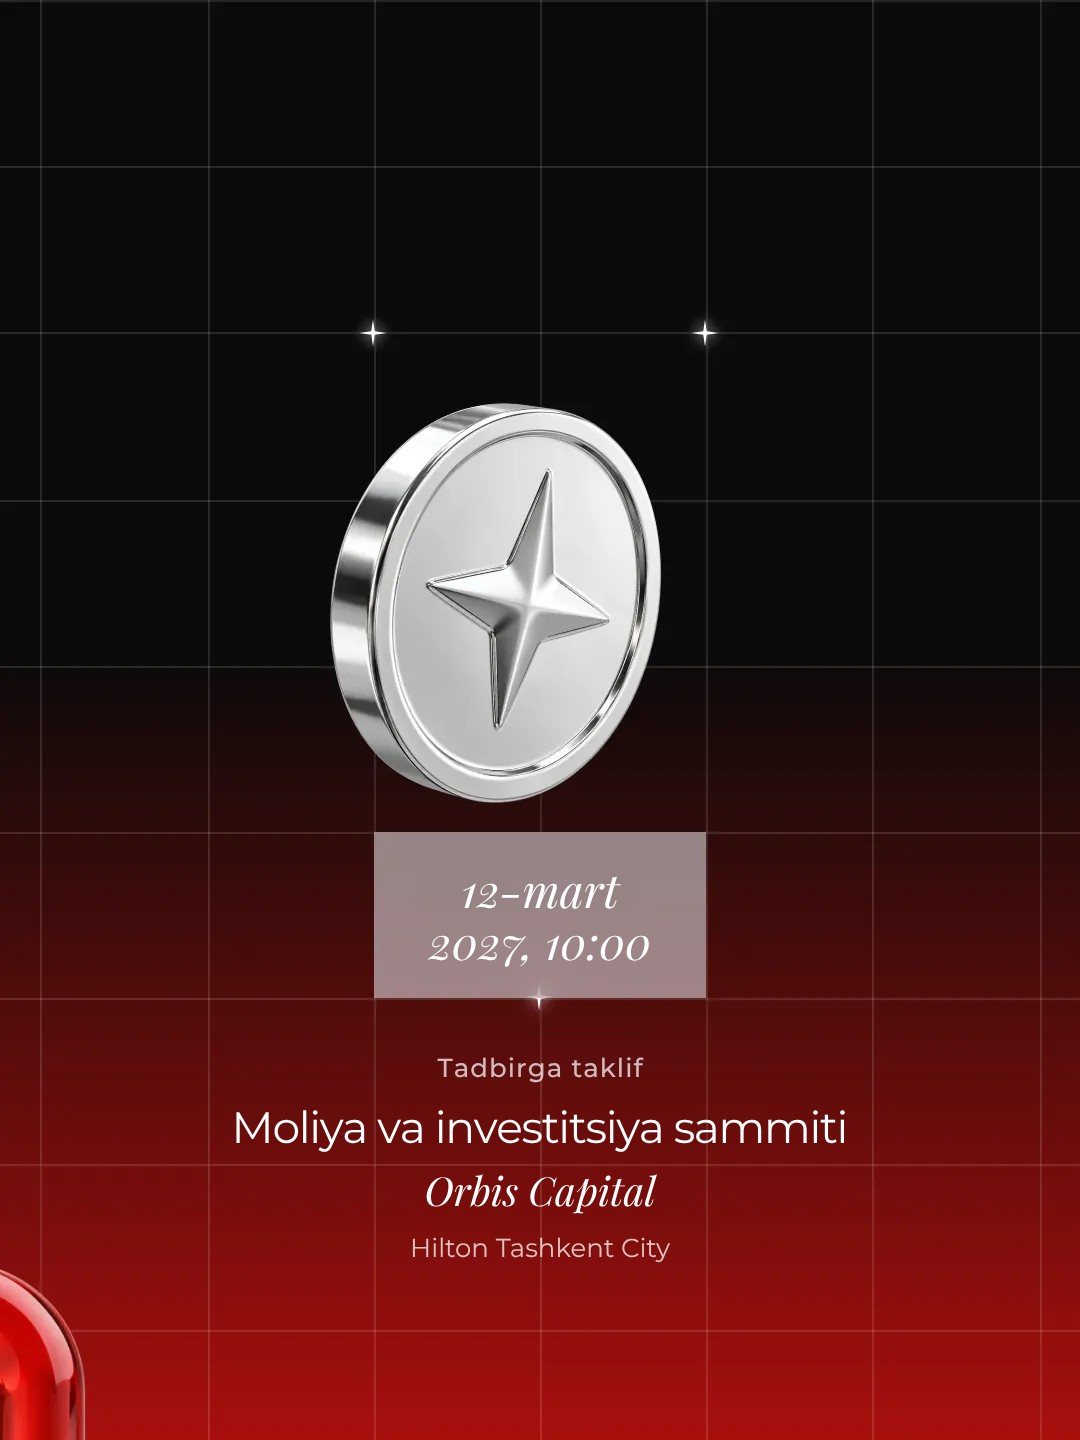 12-mart
2027, 10:00
Tadbirga taklif
Moliya va investitsiya sammiti
Orbis Capital
Hilton Tashkent City